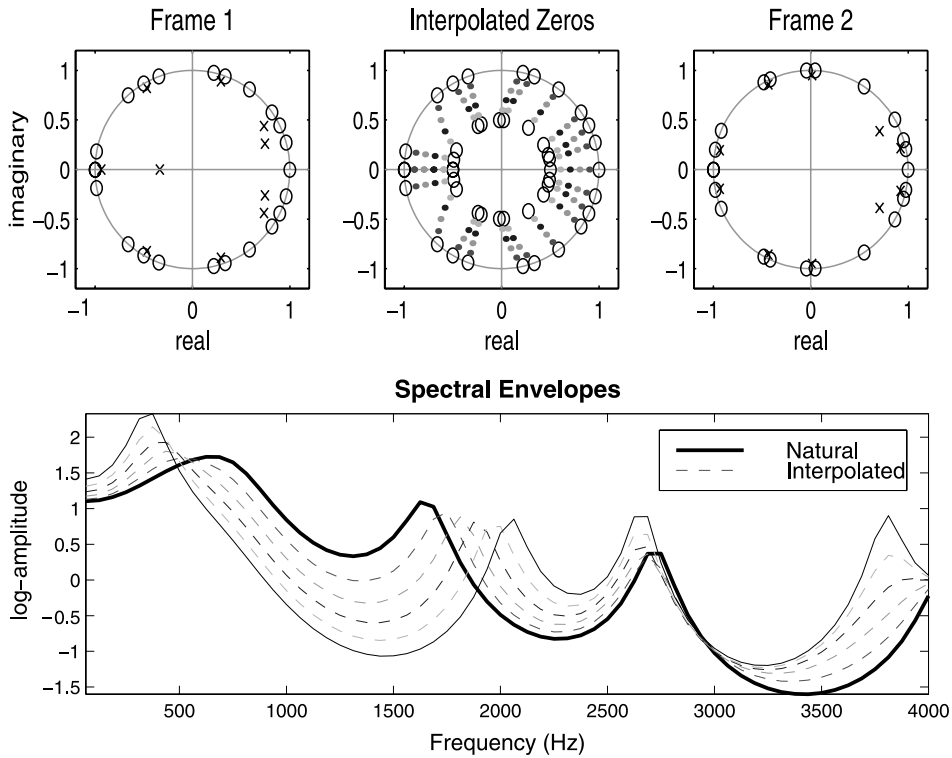 Frame 1
Interpolated Zeros
Frame 2
imaginary
1
0.5
0
−0.5
−1
−1 0 1
real
1
0.5
0
−0.5
−1
−1 0 1
real
1
0.5
0
−0.5
−1
−1 0 1
real
Spectral Envelopes
log−amplitude
2
1.5
1
0.5
0
−0.5
−1
−1.5
Natural
Interpolated
500 1000 1500 2000 2500 3000 3500 4000
Frequency (Hz)